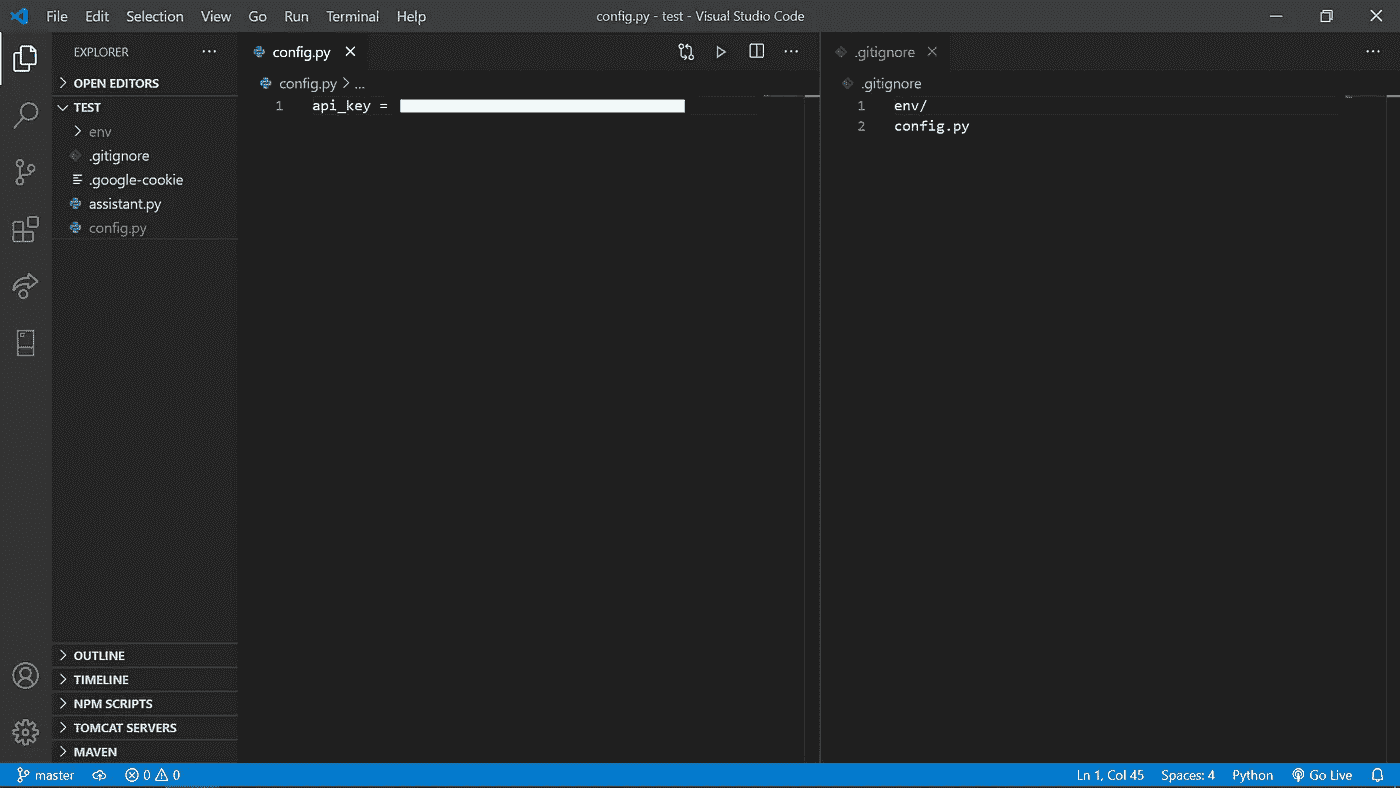 File Edit Selection View Go Run Terminal Help config.py - test - Visual Studio Code
EXPLORER
OPEN EDITORS
TEST
env
.gitignore
.google-cookie
assistant.py
config.py
OUTLINE
TIMELINE
NPM SCRIPTS
TOMCAT SERVERS
MAVEN
config.py
config.py > ...
1 api_key =
.gitignore
.gitignore
1 env/
2 config.py
master 0 0 Ln 1, Col 45 Spaces: 4 Python Go Live